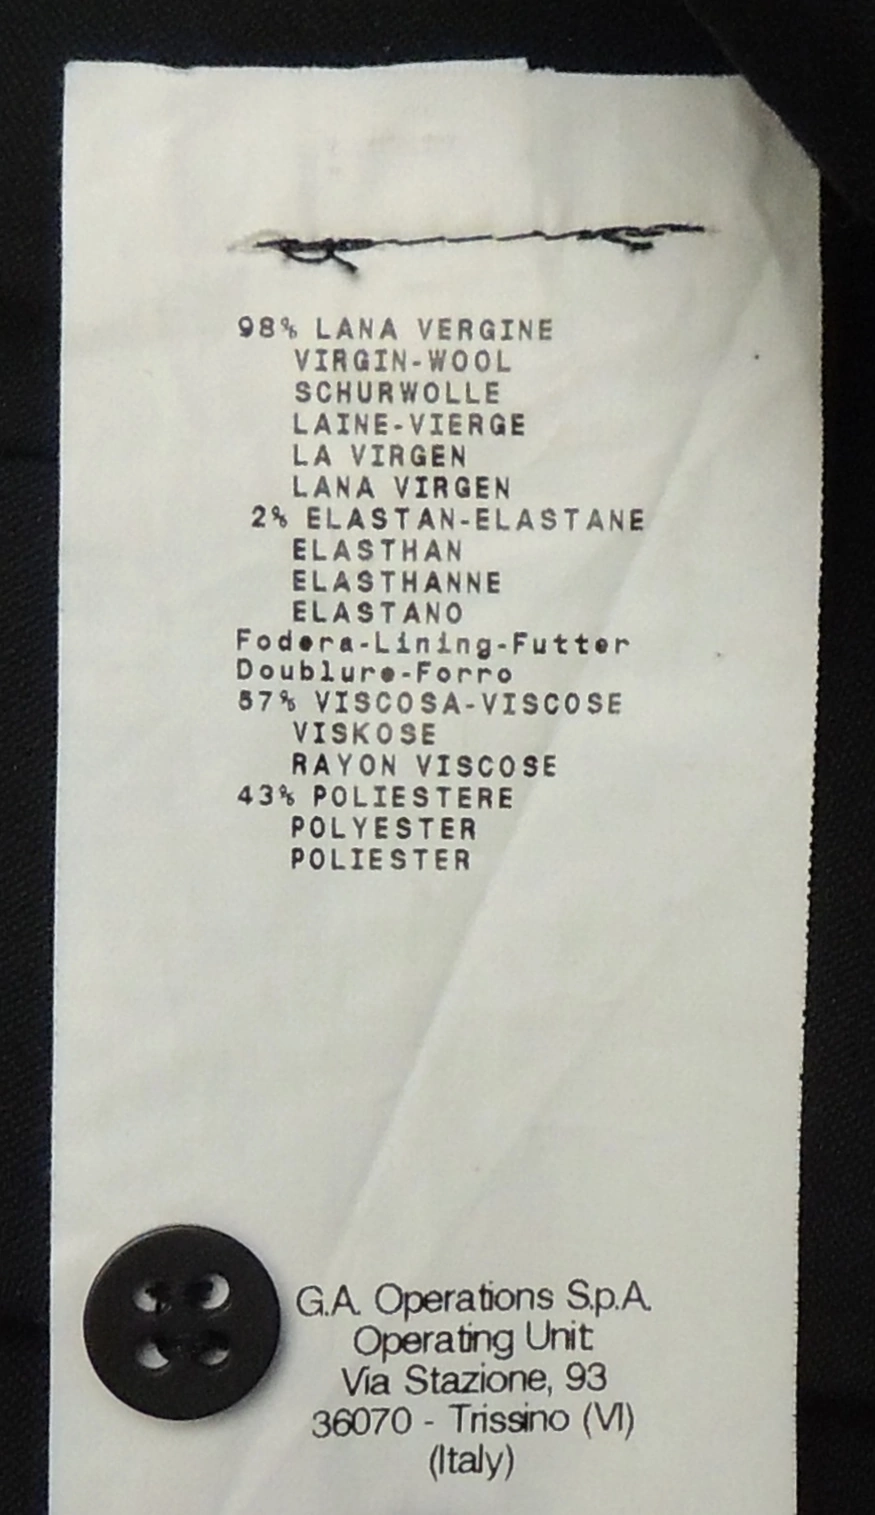 98% LANA VERGINE
VIRGIN-WOOL
SCHURWOLLE
LAINE-VIERGE
LA VIRGEN
LANA VIRGEN
2% ELASTAN-ELASTANE
ELASTHAN
ELASTHANNE
ELASTANO
Fodera-Lining-Futter
Doublure-Forro
57% VISCOSA-VISCOSE
VISKOSE
RAYON VISCOSE
43% POLIESTERE
POLYESTER
POLIESTER
G.A. Operations S.p.A.
Operating Unit
Via Stazione, 93
36070 - Trissino (VI)
(Italy)